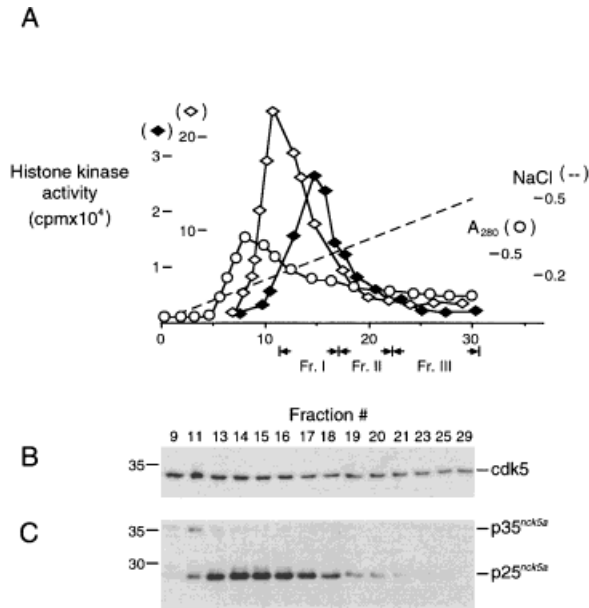 A
(◆)
(◇)
3
2
1
20
10
Histone kinase
activity
(cpmx10⁴)
NaCl (--)
0.5
A₂₈₀ (○)
0.5
0.2
0 10 20 30
Fr. I Fr. II Fr. III
Fraction #
9 11 13 14 15 16 17 18 19 20 21 23 25 29
B
35
cdk5
C
35
p35ⁿᶜᵏ⁵ᵃ
30
p25ⁿᶜᵏ⁵ᵃ